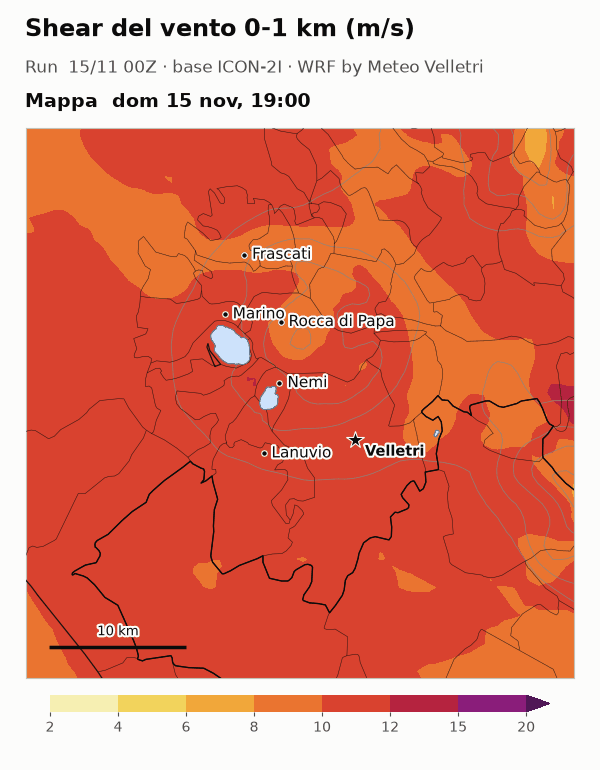 Shear del vento 0-1 km (m/s)
Run  15/11 00Z · base ICON-2I · WRF by Meteo Velletri
Mappa  dom 15 nov, 19:00
Frascati
Marino
Rocca di Papa
Nemi
Velletri
Lanuvio
10 km
2 4 6 8 10 12 15 20